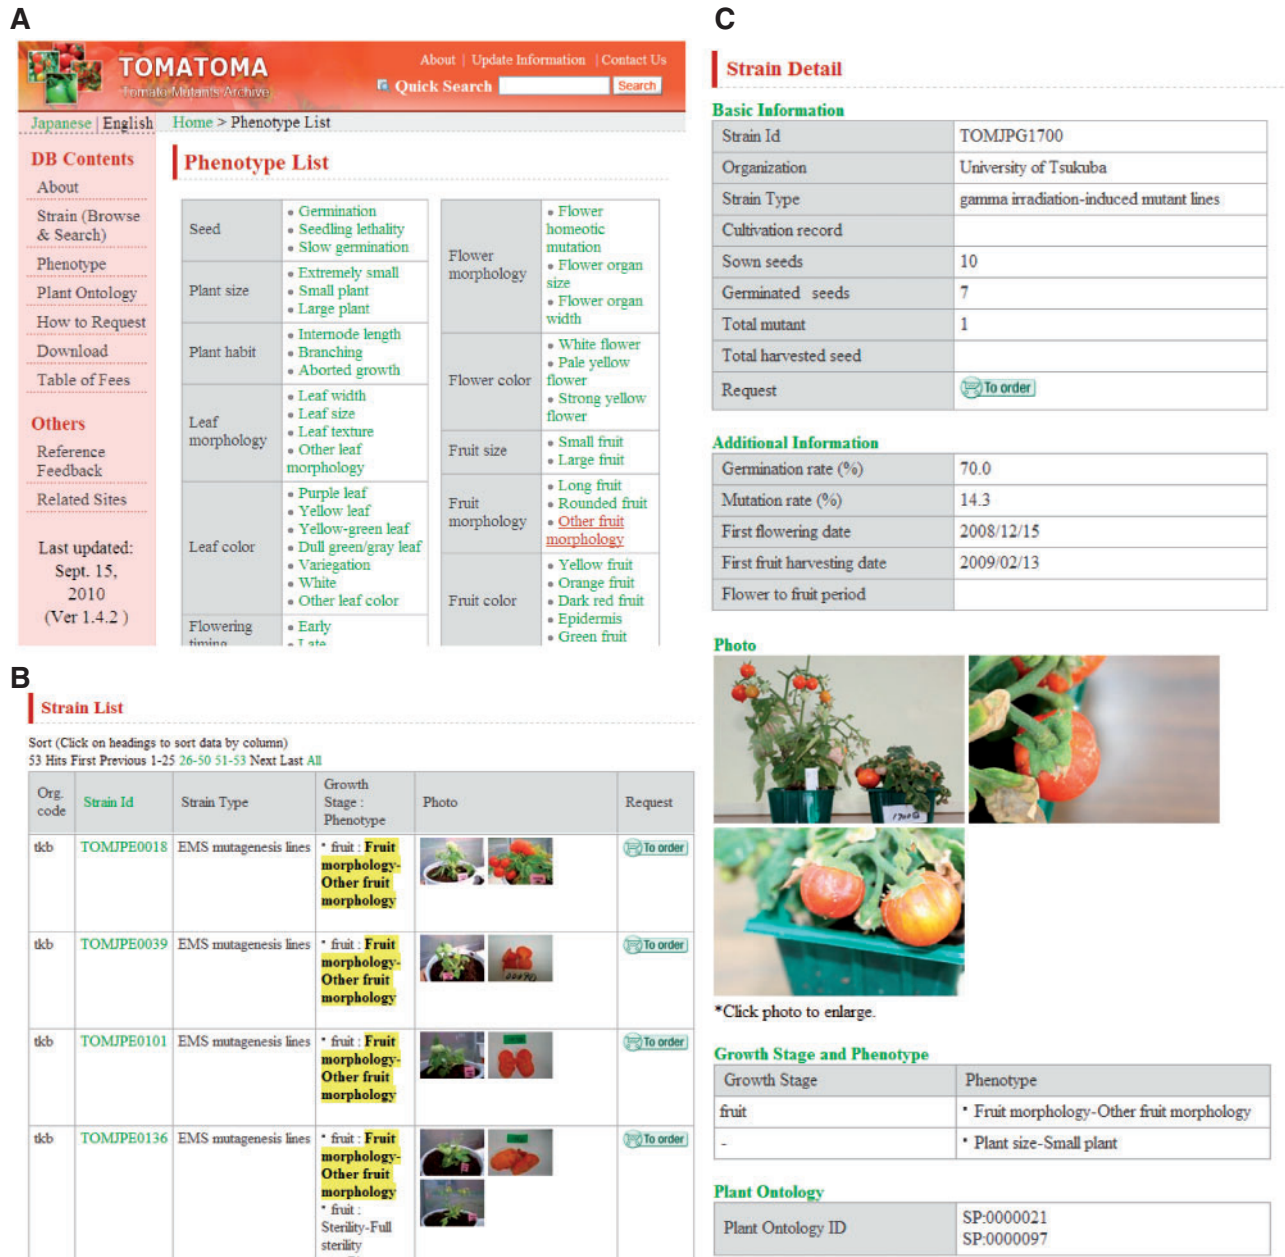 A
TOMATOMA
Tomato Mutants Archive
About | Update Information | Contact Us
Quick Search
Search
Japanese | English
Home > Phenotype List
DB Contents
About
Strain (Browse
& Search)
Phenotype
Plant Ontology
How to Request
Download
Table of Fees
Others
Reference
Feedback
Related Sites
Last updated:
Sept. 15,
2010
(Ver 1.4.2 )
Phenotype List
Seed
• Germination
• Seedling lethality
• Slow germination
Plant size
• Extremely small
• Small plant
• Large plant
Plant habit
• Internode length
• Branching
• Aborted growth
Leaf
morphology
• Leaf width
• Leaf size
• Leaf texture
• Other leaf
morphology
Leaf color
• Purple leaf
• Yellow leaf
• Yellow-green leaf
• Dull green/gray leaf
• Variegation
• White
• Other leaf color
Flowering
timing
• Early
• Late
Flower
morphology
• Flower
homeotic
mutation
• Flower organ
size
• Flower organ
width
Flower color
• White flower
• Pale yellow
flower
• Strong yellow
flower
Fruit size
• Small fruit
• Large fruit
Fruit
morphology
• Long fruit
• Rounded fruit
• Other fruit
morphology
Fruit color
• Yellow fruit
• Orange fruit
• Dark red fruit
• Epidermis
• Green fruit
B
Strain List
Sort (Click on headings to sort data by column)
53 Hits First Previous 1-25 26-50 51-53 Next Last All
Org.
code
Strain Id
Strain Type
Growth
Stage :
Phenotype
Photo
Request
tkb
TOMJPE0018
EMS mutagenesis lines
• fruit : Fruit
morphology-
Other fruit
morphology
To order
tkb
TOMJPE0039
EMS mutagenesis lines
• fruit : Fruit
morphology-
Other fruit
morphology
To order
tkb
TOMJPE0101
EMS mutagenesis lines
• fruit : Fruit
morphology-
Other fruit
morphology
To order
tkb
TOMJPE0136
EMS mutagenesis lines
• fruit : Fruit
morphology-
Other fruit
morphology
• fruit :
Sterility-Full
sterility
To order
C
Strain Detail
Basic Information
Strain Id
TOMJPG1700
Organization
University of Tsukuba
Strain Type
gamma irradiation-induced mutant lines
Cultivation record
Sown seeds
10
Germinated seeds
7
Total mutant
1
Total harvested seed
Request
To order
Additional Information
Germination rate (%)
70.0
Mutation rate (%)
14.3
First flowering date
2008/12/15
First fruit harvesting date
2009/02/13
Flower to fruit period
Photo
*Click photo to enlarge.
Growth Stage and Phenotype
Growth Stage
Phenotype
fruit
• Fruit morphology-Other fruit morphology
-
• Plant size-Small plant
Plant Ontology
Plant Ontology ID
SP:0000021
SP:0000097